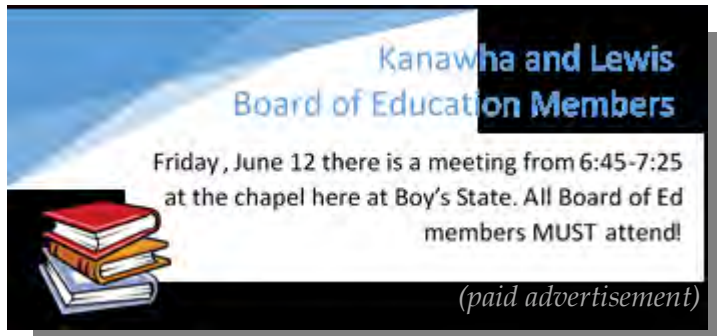 Kanawha and Lewis
Board of Education Members
Friday, June 12 there is a meeting from 6:45-7:25
at the chapel here at Boy's State. All Board of Ed
members MUST attend!
(paid advertisement)